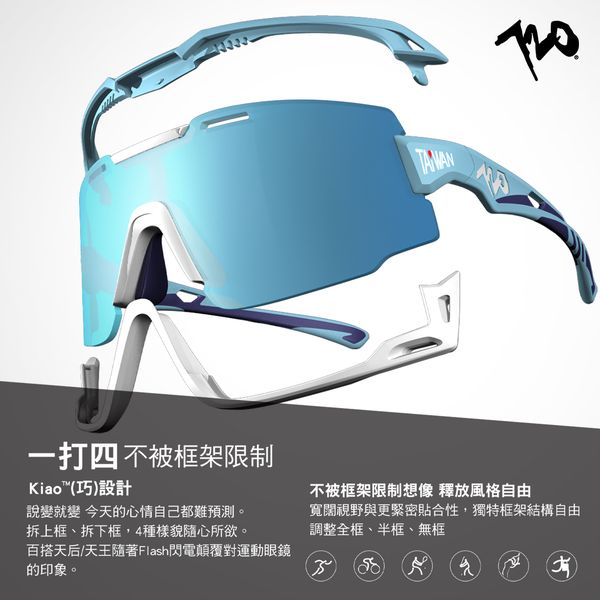 720
®
TAIWAN
720
一打四 不被框架限制
Kiao™(巧)設計
說變就變 今天的心情自己都難預測。
拆上框、拆下框，4種樣貌隨心所欲。
百搭天后/天王隨著Flash閃電顛覆對運動眼鏡
的印象。
不被框架限制想像 釋放風格自由
寬闊視野與更緊密貼合性，獨特框架結構自由
調整全框、半框、無框